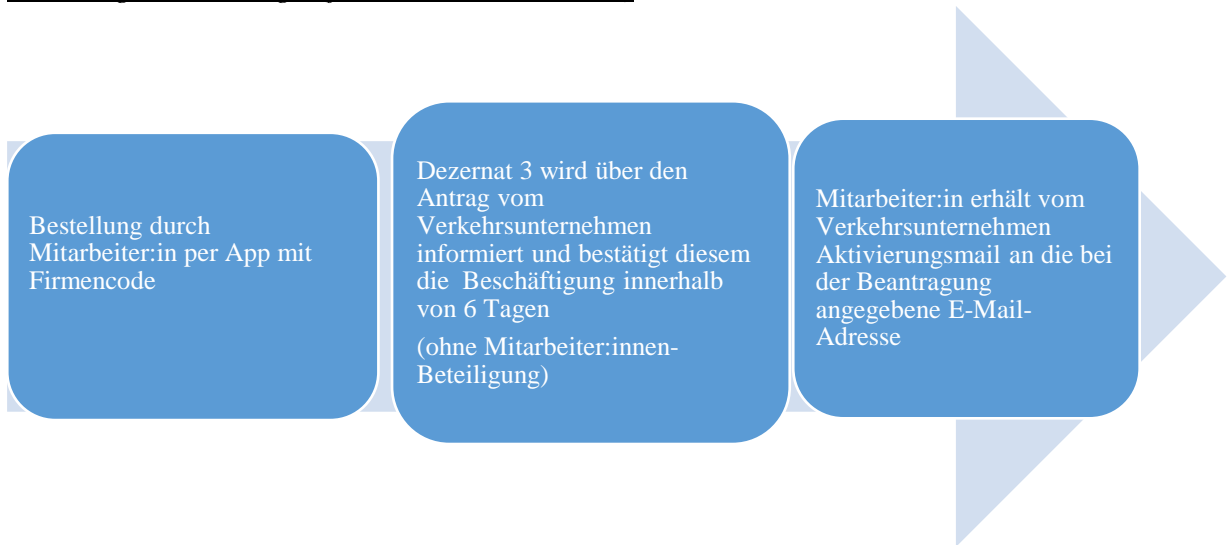 Bestellung durch
Mitarbeiter:in per App mit
Firmencode
Dezernat 3 wird über den
Antrag vom
Verkehrsunternehmen
informiert und bestätigt diesem
die Beschäftigung innerhalb
von 6 Tagen
(ohne Mitarbeiter:innen-
Beteiligung)
Mitarbeiter:in erhält vom
Verkehrsunternehmen
Aktivierungsmail an die bei
der Beantragung
angegebene E-Mail-
Adresse